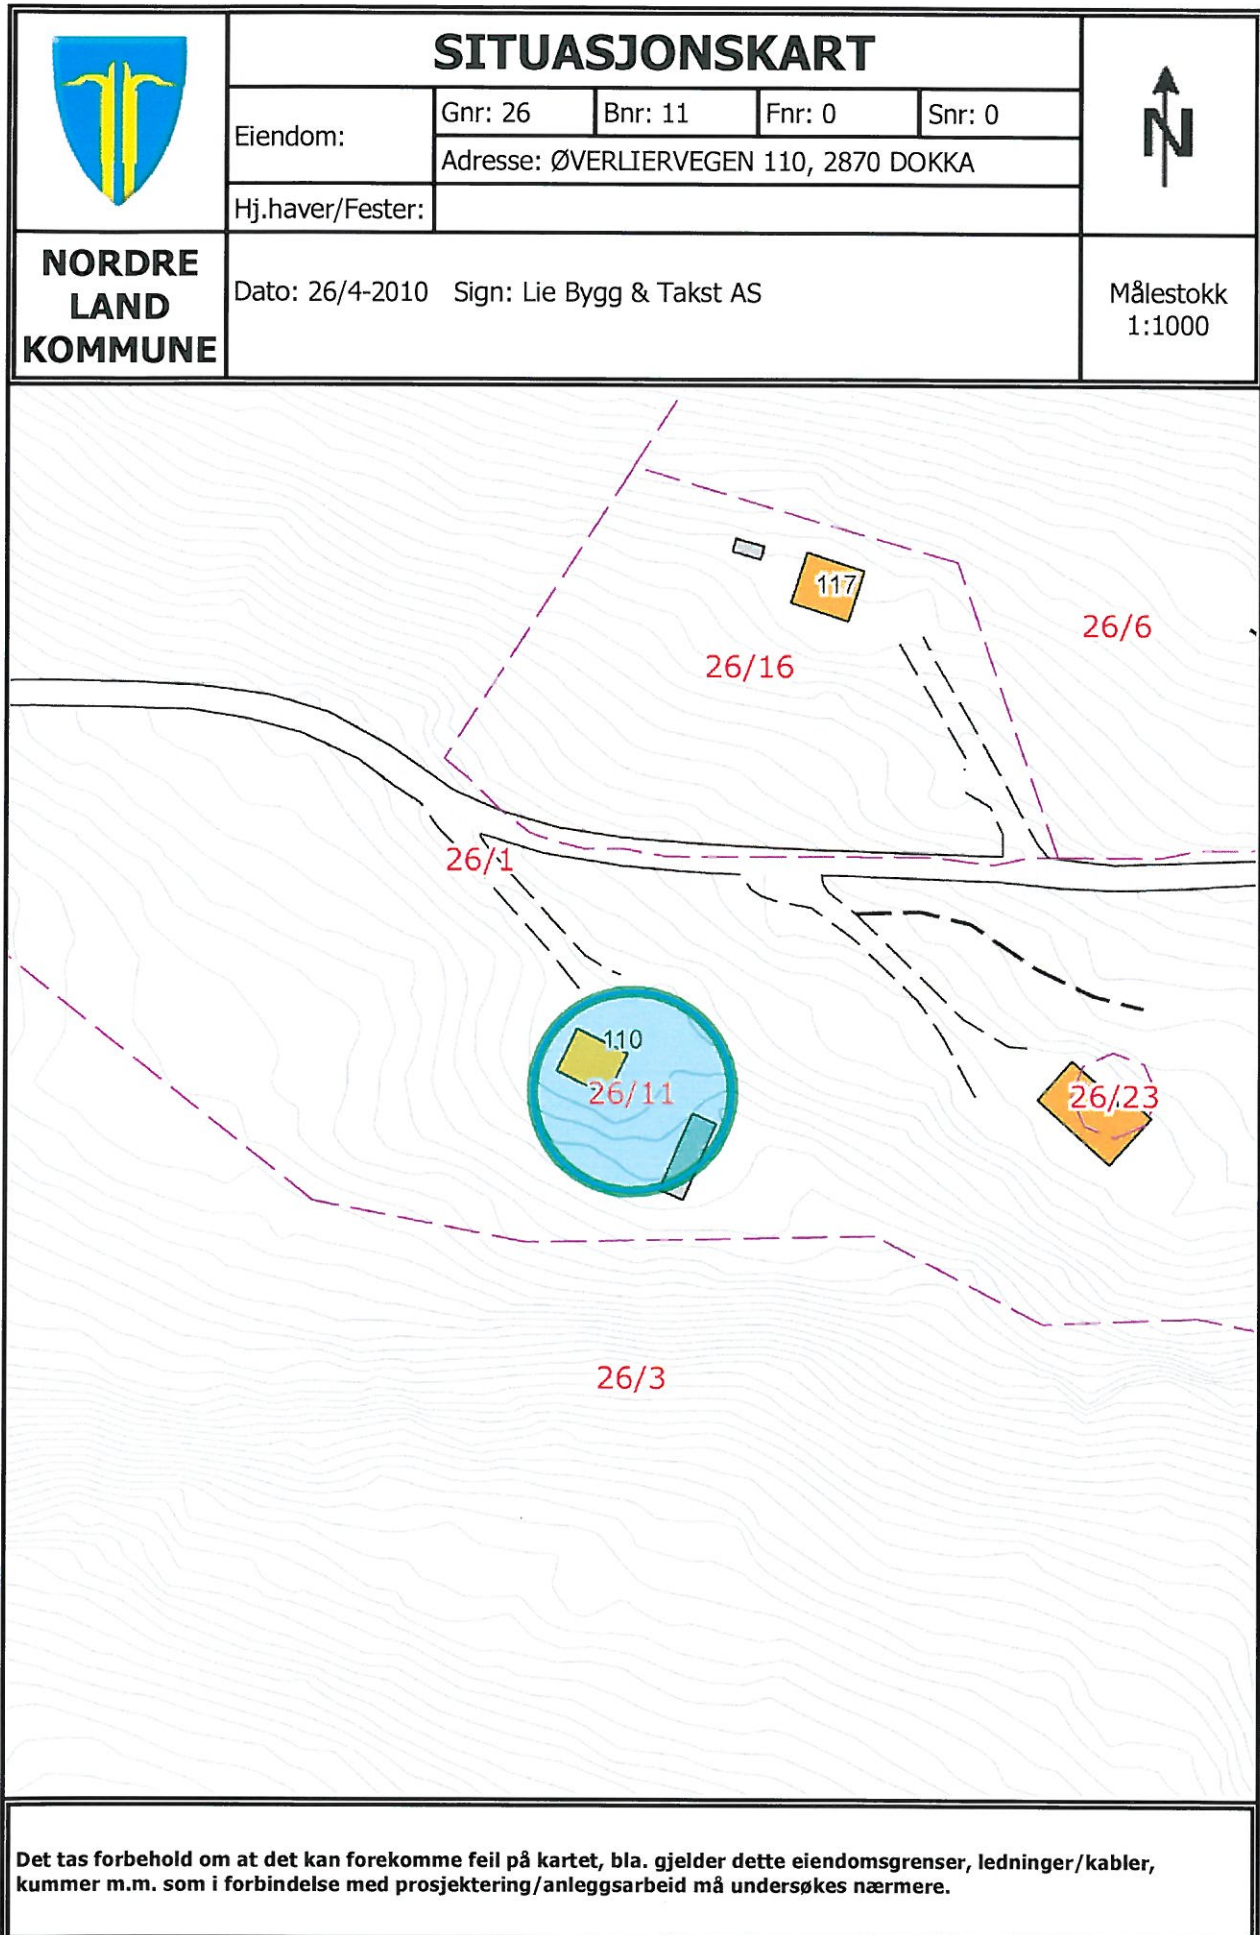 SITUASJONSKART
Eiendom:
Gnr: 26
Bnr: 11
Fnr: 0
Snr: 0
Adresse: ØVERLIERVEGEN 110, 2870 DOKKA
Hj.haver/Fester:
N
NORDRE
LAND
KOMMUNE
Dato: 26/4-2010 Sign: Lie Bygg & Takst AS
Målestokk
1:1000
117
26/6
26/16
26/1
110
26/11
26/23
26/3
Det tas forbehold om at det kan forekomme feil på kartet, bla. gjelder dette eiendomsgrenser, ledninger/kabler,
kummer m.m. som i forbindelse med prosjektering/anleggsarbeid må undersøkes nærmere.